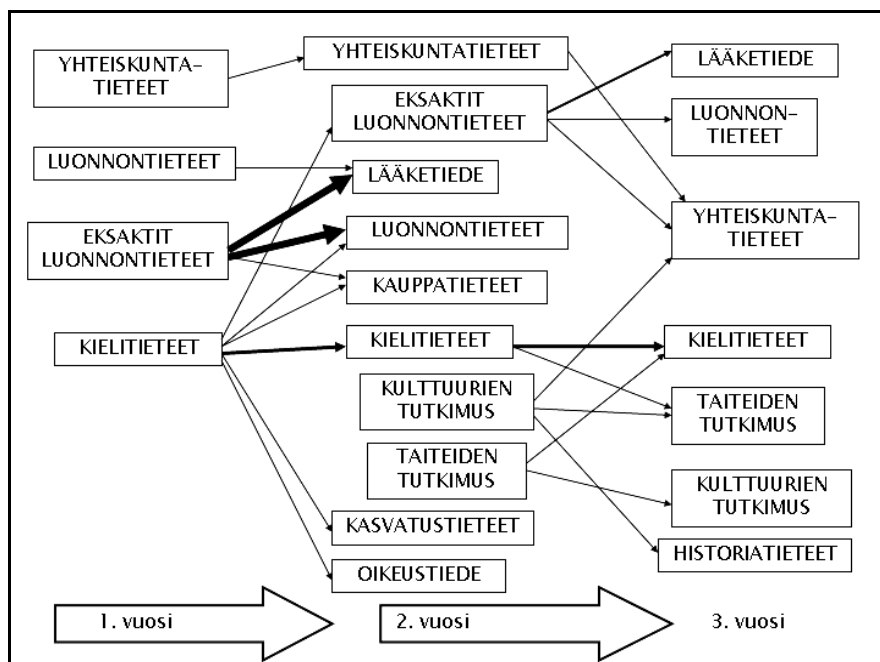 YHTEISKUNTA-
TIETEET
LUONNONTIETEET
EKSAKTIT
LUONNONTIETEET
KIELITIETEET
YHTEISKUNTATIETEET
EKSAKTIT
LUONNONTIETEET
LÄÄKETIEDE
LUONNONTIETEET
KAUPPATIETEET
KIELITIETEET
KULTTUURIEN
TUTKIMUS
TAITEIDEN
TUTKIMUS
KASVATUSTIETEET
OIKEUSTIEDE
LÄÄKETIEDE
LUONNON-
TIETEET
YHTEISKUNTA-
TIETEET
KIELITIETEET
TAITEIDEN
TUTKIMUS
KULTTUURIEN
TUTKIMUS
HISTORIATIETEET
1. vuosi
2. vuosi
3. vuosi